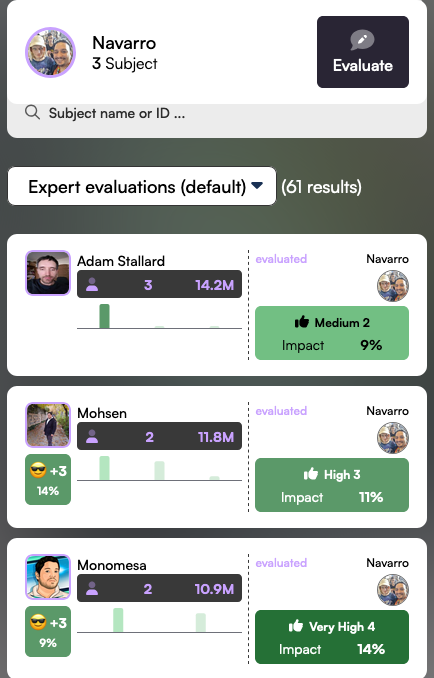 Navarro
3 Subject
Evaluate
Subject name or ID ...
Expert evaluations (default)
(61 results)
Adam Stallard
3 14.2M
evaluated Navarro
Medium 2
Impact 9%
Mohsen
2 11.8M
+3
14%
evaluated Navarro
High 3
Impact 11%
Monomesa
2 10.9M
+3
9%
evaluated Navarro
Very High 4
Impact 14%